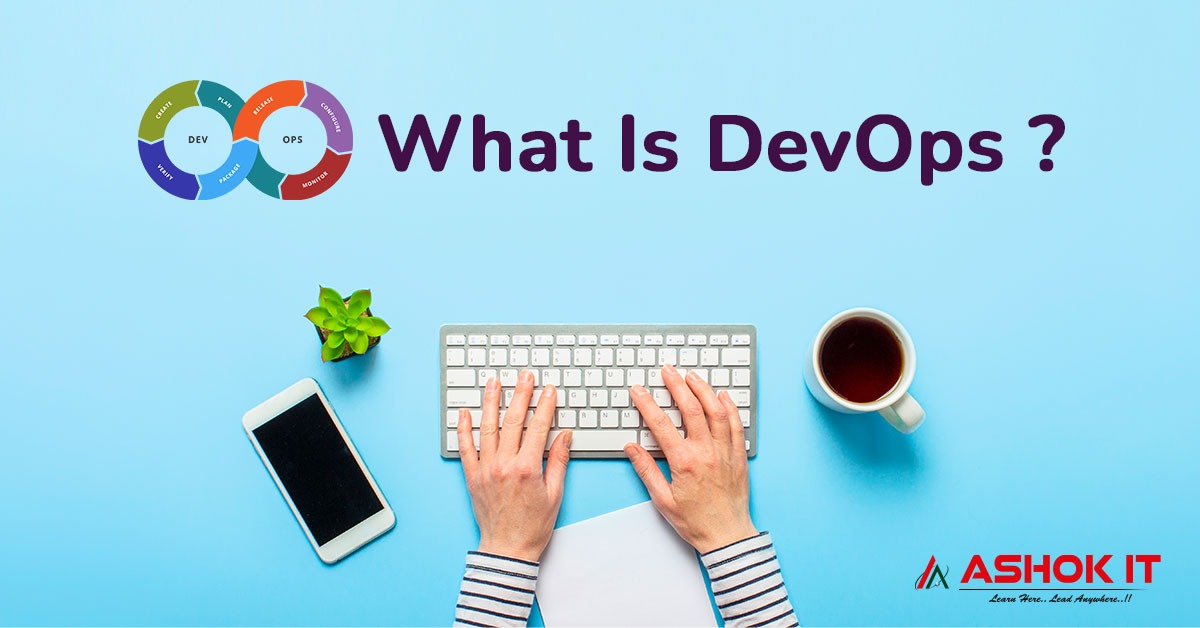 CREATE
PLAN
RELEASE
CONFIGURE
DEV
OPS
VERIFY
PACKAGE
MONITOR
What Is DevOps ?
ASHOK IT
Learn Here.. Lead Anywhere..!!